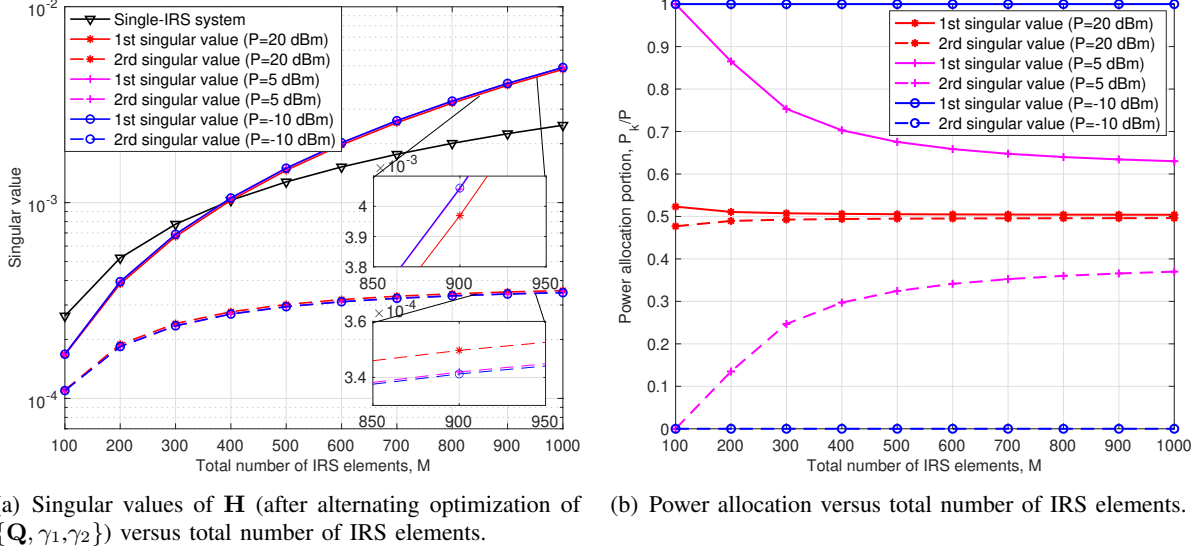 10^-2
10^-3
10^-4
Singular value
Single-IRS system
1st singular value (P=20 dBm)
2rd singular value (P=20 dBm)
1st singular value (P=5 dBm)
2rd singular value (P=5 dBm)
1st singular value (P=-10 dBm)
2rd singular value (P=-10 dBm)
×10^-3
4
3.9
3.8
850 900 950
×10^-4
3.6
3.4
850 900 950
100 200 300 400 500 600 700 800 900 1000
Total number of IRS elements, M
1
0.9
0.8
0.7
0.6
0.5
0.4
0.3
0.2
0.1
0
Power allocation portion, P_k/P
1st singular value (P=20 dBm)
2rd singular value (P=20 dBm)
1st singular value (P=5 dBm)
2rd singular value (P=5 dBm)
1st singular value (P=-10 dBm)
2rd singular value (P=-10 dBm)
100 200 300 400 500 600 700 800 900 1000
Total number of IRS elements, M
a) Singular values of H (after alternating optimization of
{Q, γ1,γ2}) versus total number of IRS elements.
(b) Power allocation versus total number of IRS elements.